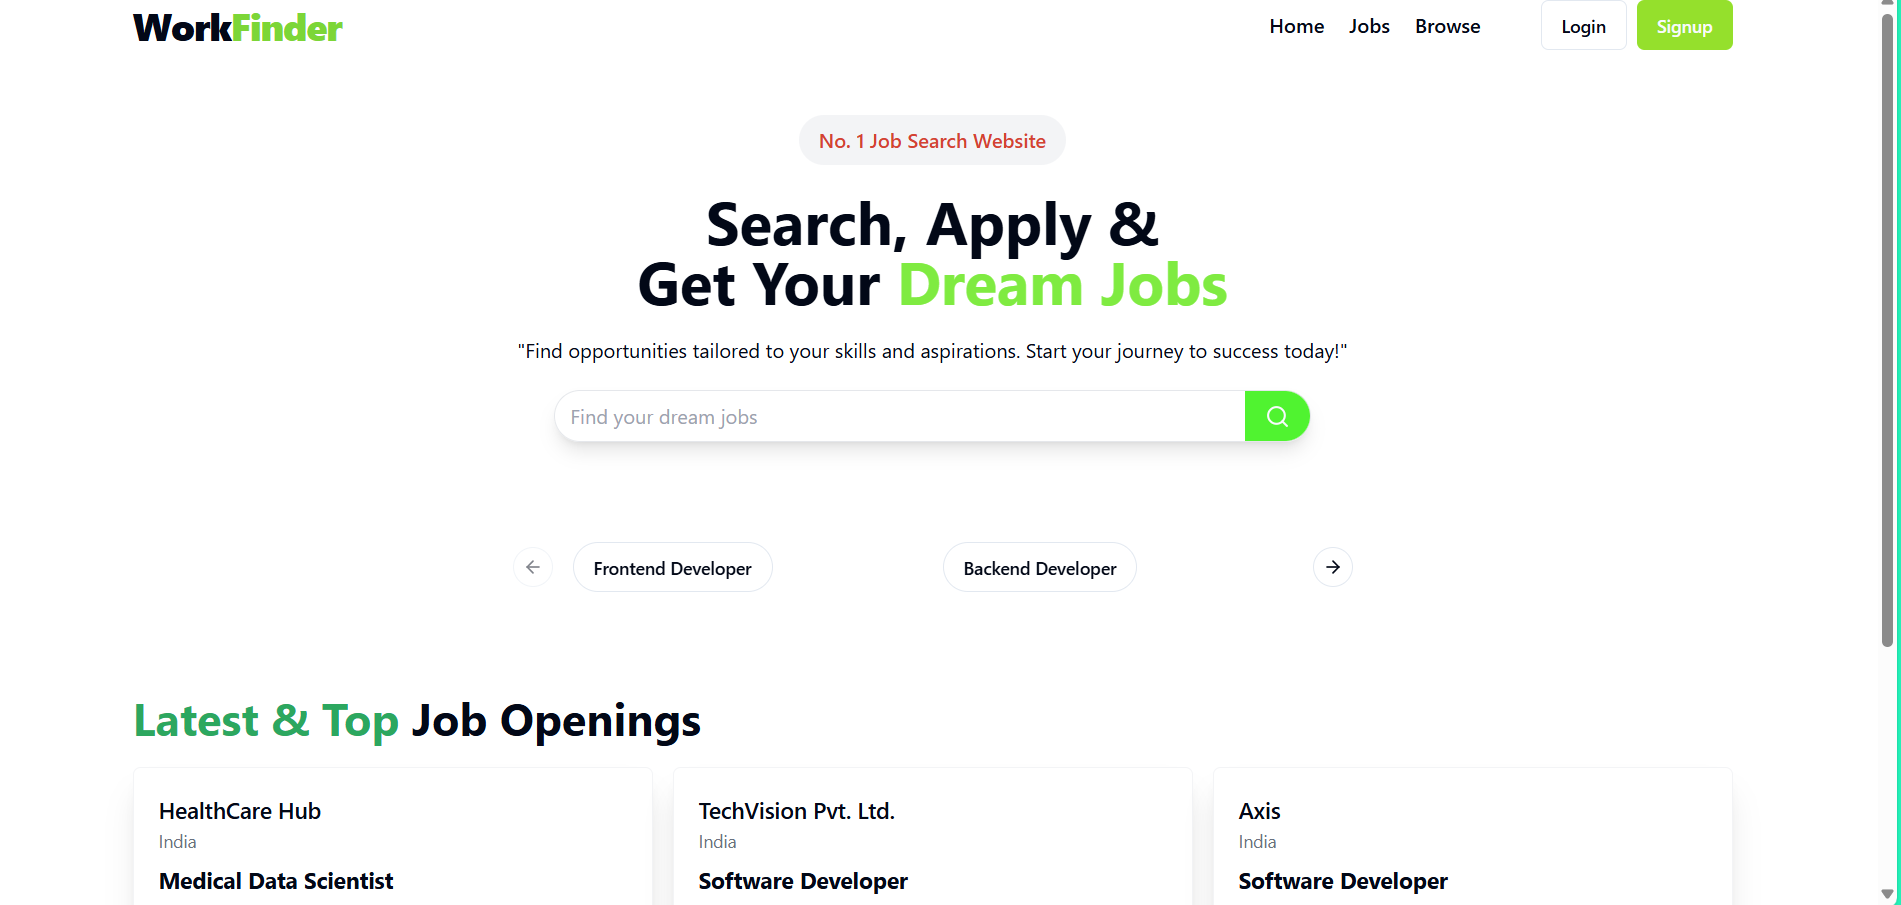 WorkFinder
Home Jobs Browse Login Signup
No. 1 Job Search Website
Search, Apply &
Get Your Dream Jobs
"Find opportunities tailored to your skills and aspirations. Start your journey to success today!"
Find your dream jobs
Frontend Developer Backend Developer
Latest & Top Job Openings
HealthCare Hub
India
Medical Data Scientist
TechVision Pvt. Ltd.
India
Software Developer
Axis
India
Software Developer